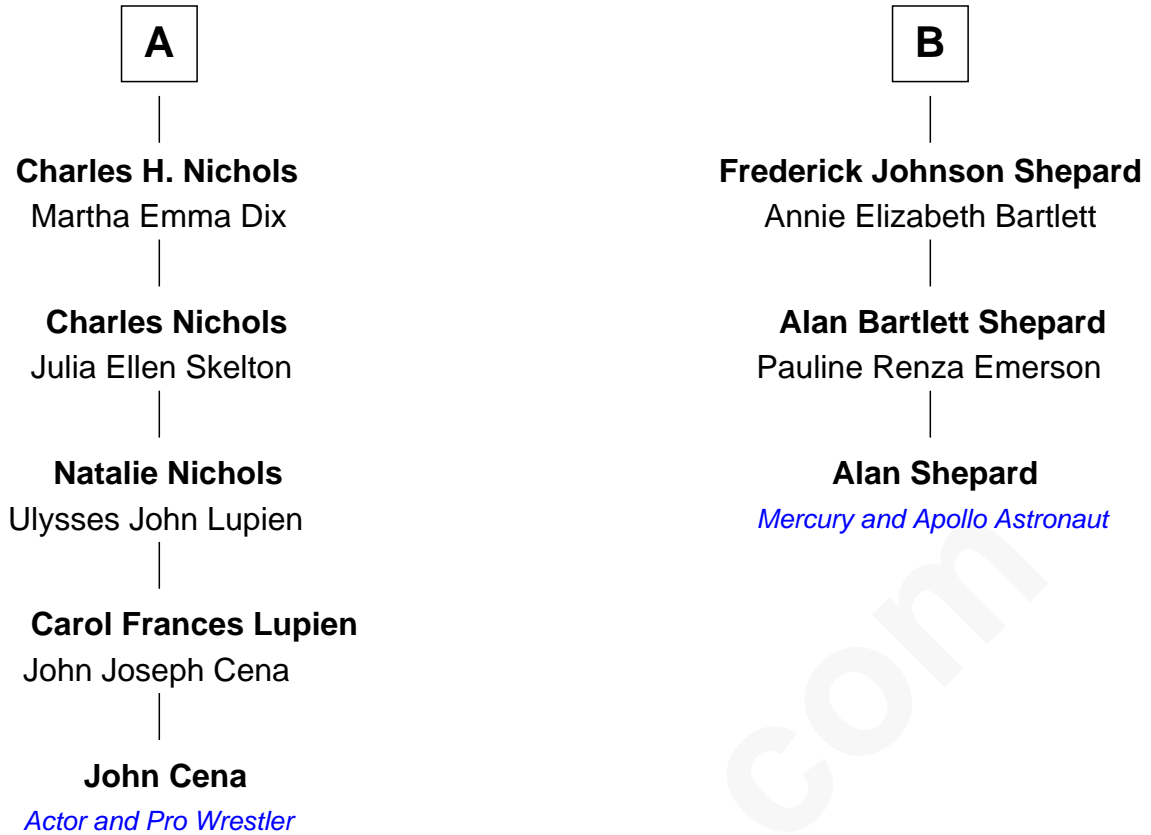 A
Charles H. Nichols
Martha Emma Dix
Charles Nichols
Julia Ellen Skelton
Natalie Nichols
Ulysses John Lupien
Carol Frances Lupien
John Joseph Cena
John Cena
Actor and Pro Wrestler
B
Frederick Johnson Shepard
Annie Elizabeth Bartlett
Alan Bartlett Shepard
Pauline Renza Emerson
Alan Shepard
Mercury and Apollo Astronaut
com